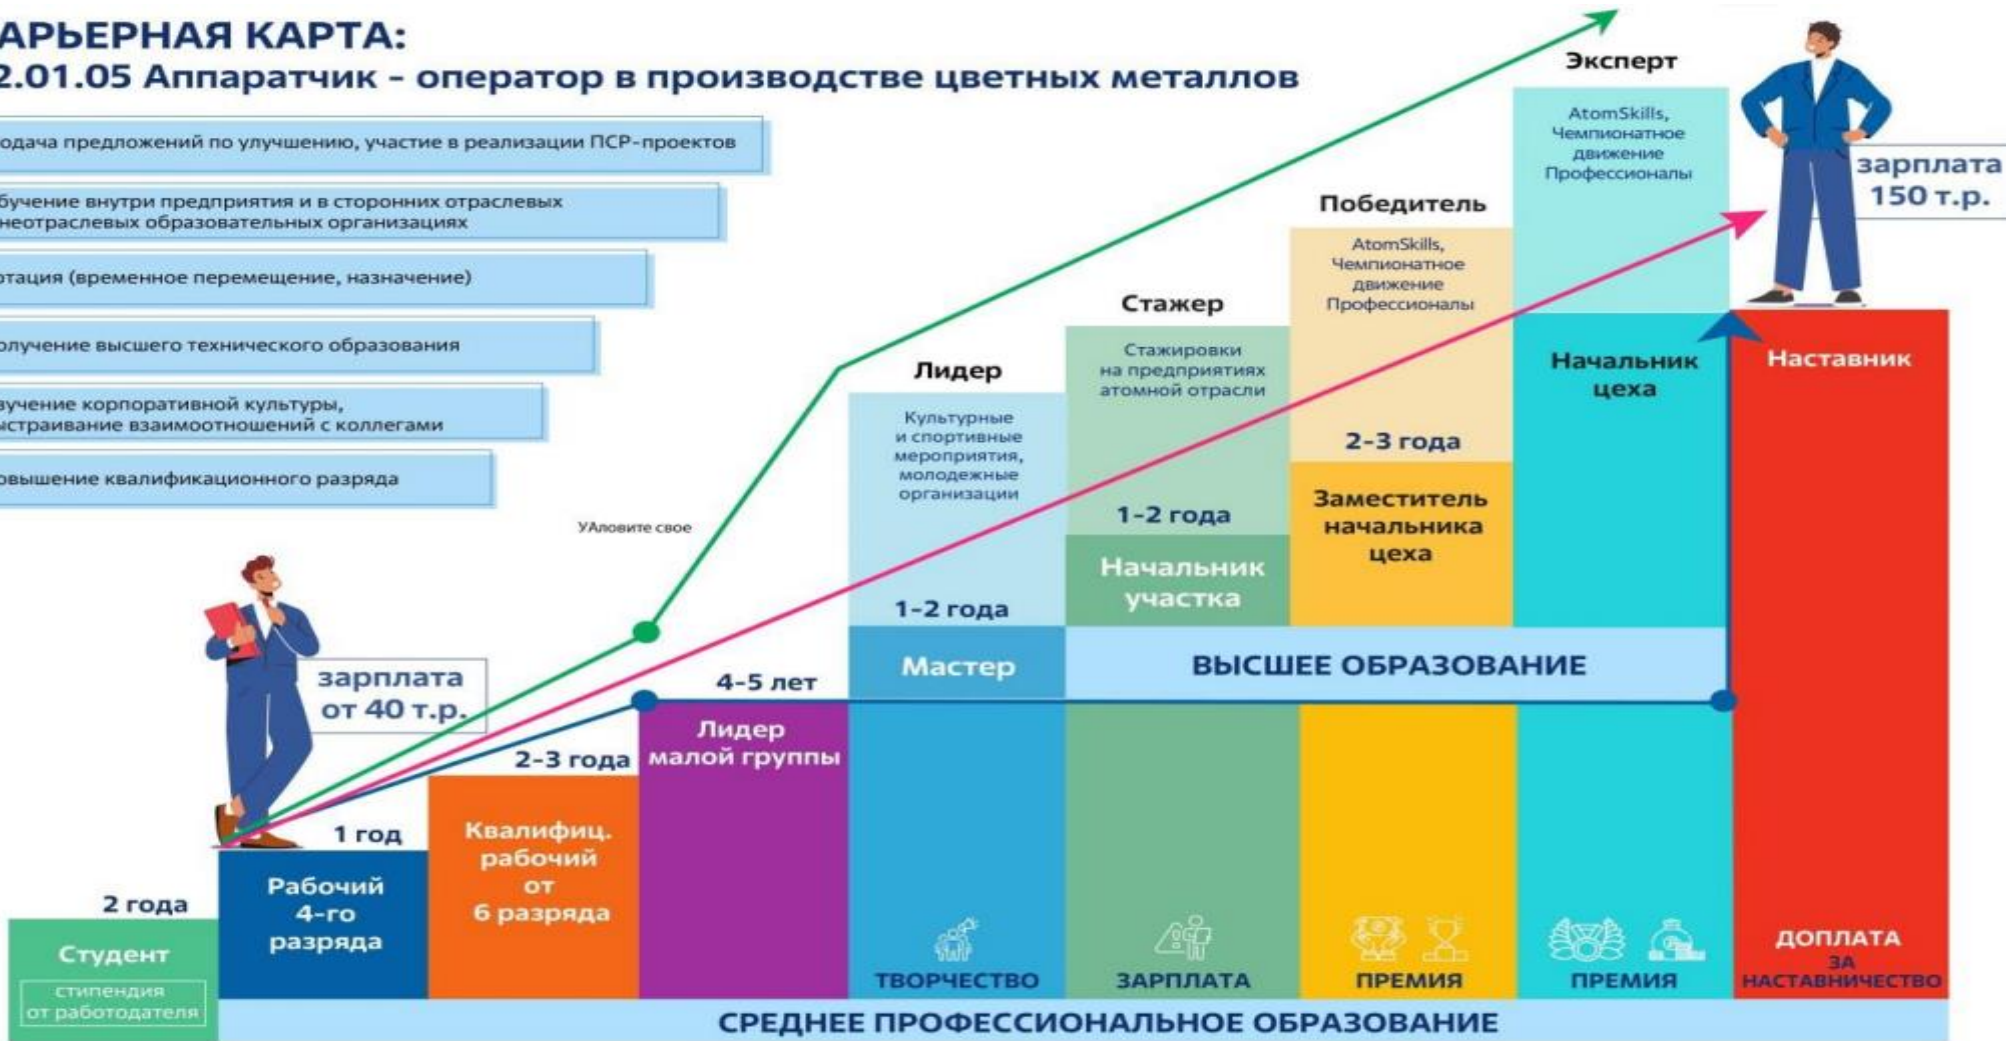 АРЬЕРНАЯ КАРТА:
2.01.05 Аппаратчик - оператор в производстве цветных металлов
одача предложений по улучшению, участие в реализации ПСР-проектов
бучение внутри предприятия и в сторонних отраслевых
неотраслевых образовательных организациях
отация (временное перемещение, назначение)
олучение высшего технического образования
зучение корпоративной культуры,
ыстраивание взаимоотношений с коллегами
овышение квалификационного разряда
УАловите свое
зарплата
от 40 т.р.
зарплата
150 т.р.
2 года
Студент
стипендия
от работодателя
1 год
Рабочий
4-го
разряда
2-3 года
Квалифиц.
рабочий
от
6 разряда
4-5 лет
Лидер
малой группы
Лидер
Культурные
и спортивные
мероприятия,
молодежные
организации
1-2 года
Мастер
ТВОРЧЕСТВО
Стажер
Стажировки
на предприятиях
атомной отрасли
1-2 года
Начальник
участка
ЗАРПЛАТА
Победитель
AtomSkills,
Чемпионатное
движение
Профессионалы
2-3 года
Заместитель
начальника
цеха
ПРЕМИЯ
Эксперт
AtomSkills,
Чемпионатное
движение
Профессионалы
Начальник
цеха
ПРЕМИЯ
Наставник
ДОПЛАТА
ЗА
НАСТАВНИЧЕСТВО
ВЫСШЕЕ ОБРАЗОВАНИЕ
СРЕДНЕЕ ПРОФЕССИОНАЛЬНОЕ ОБРАЗОВАНИЕ